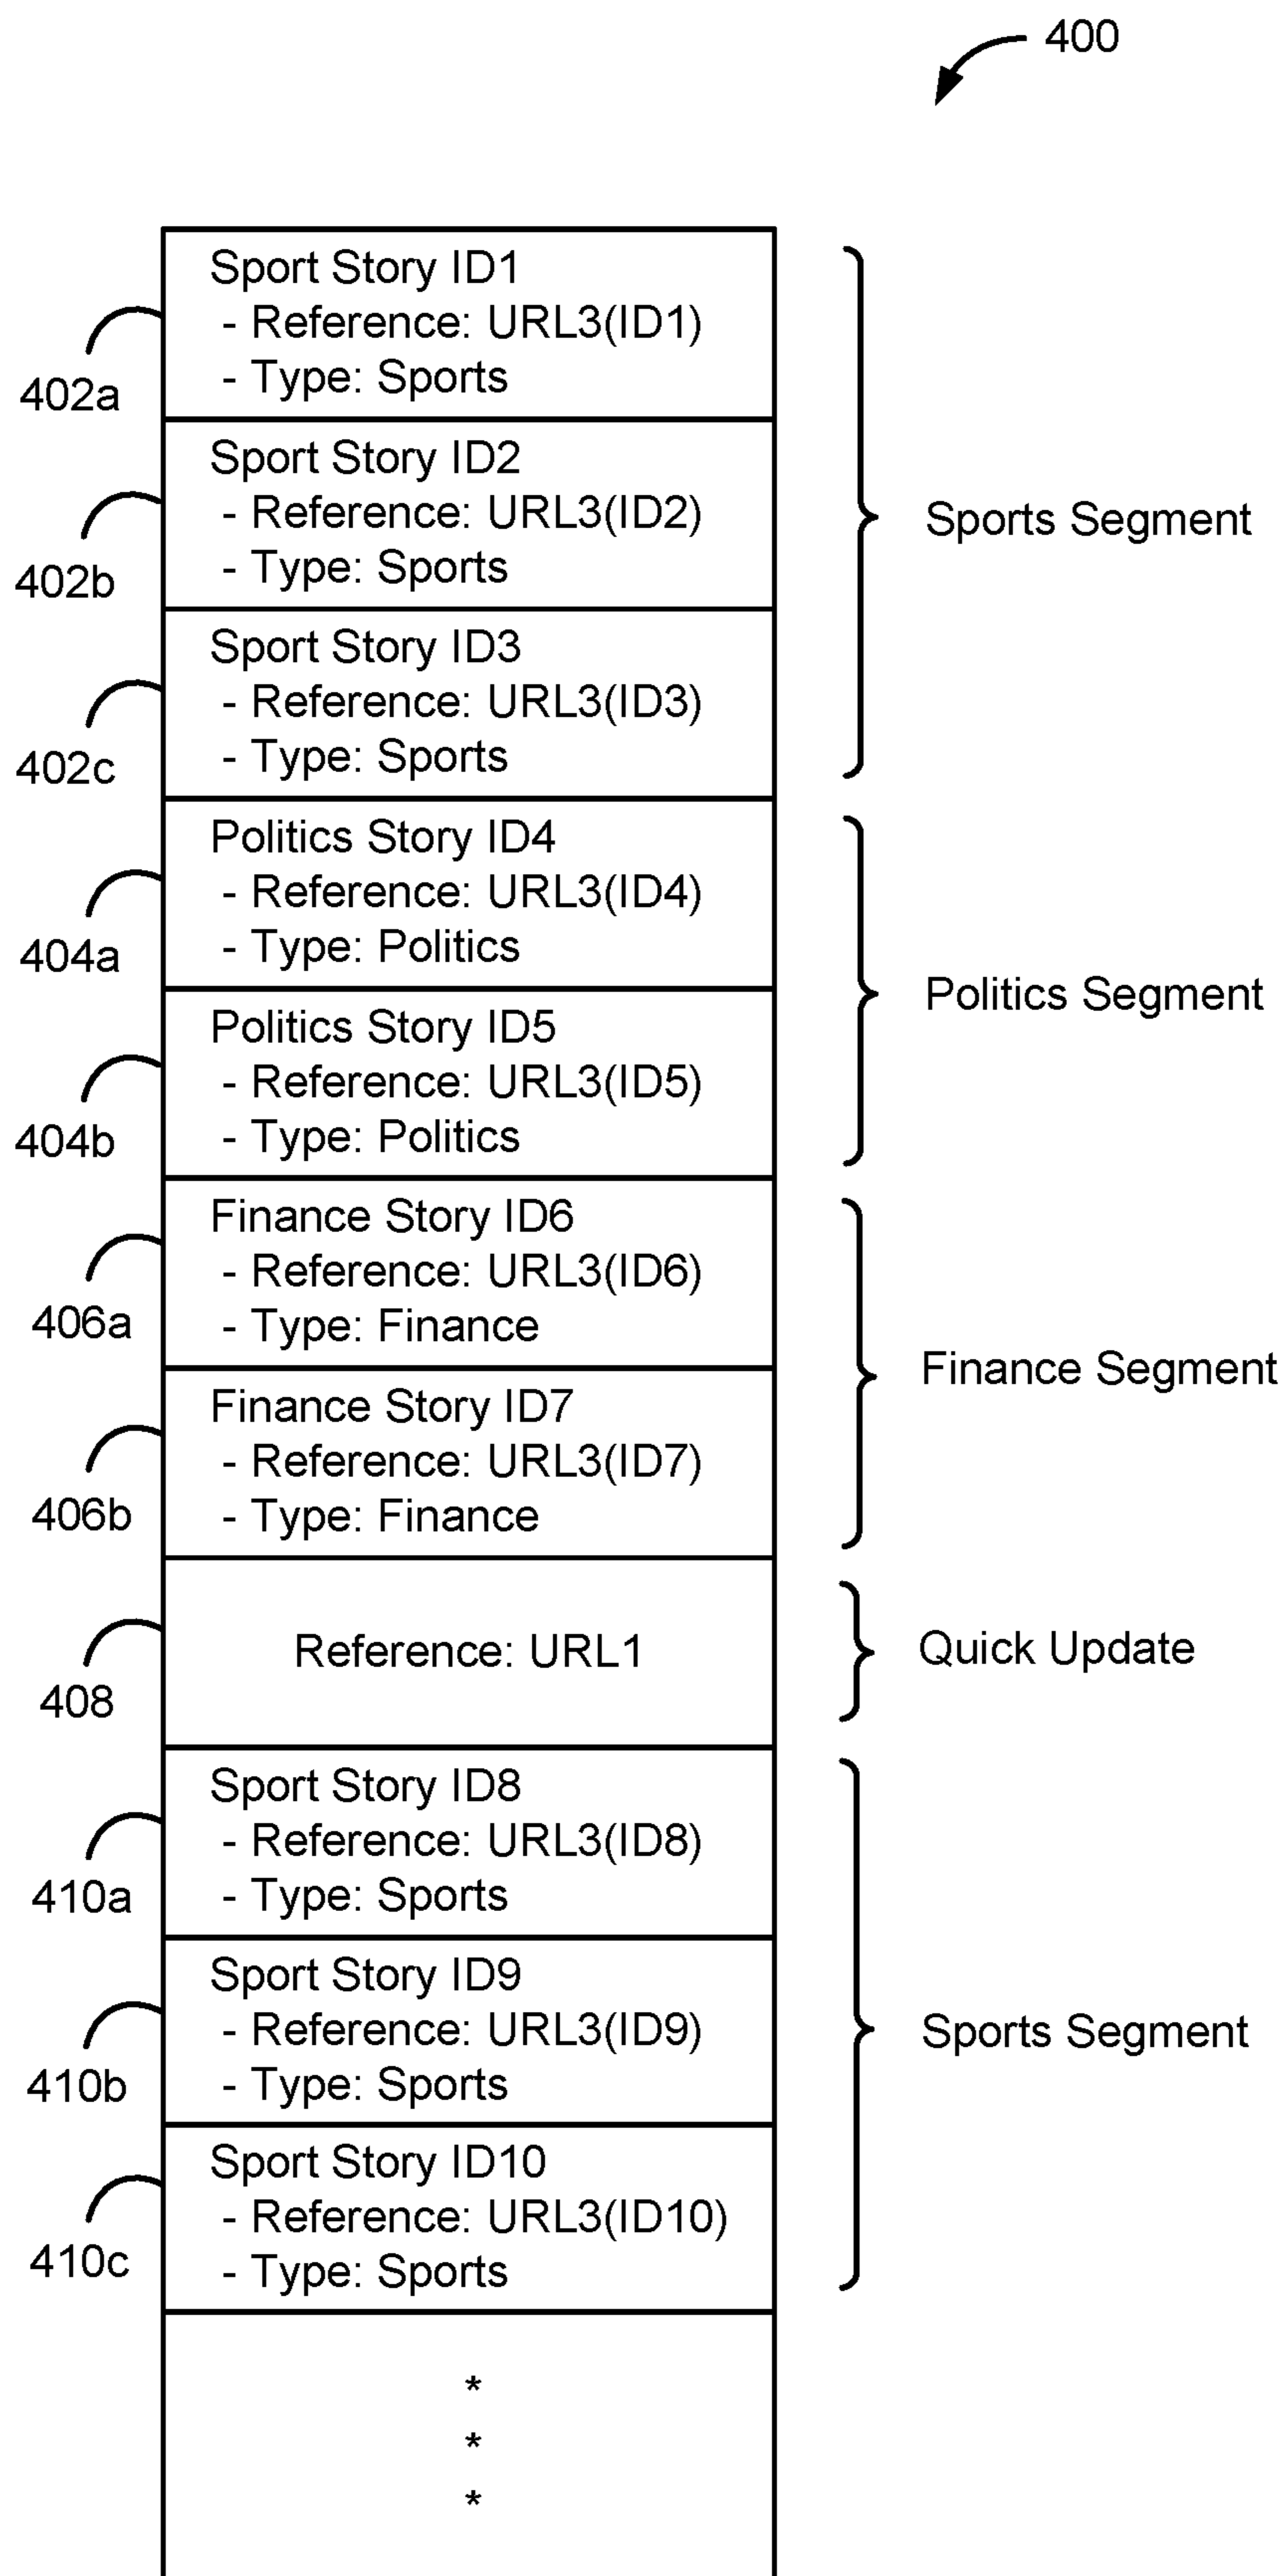 400
Sport Story ID1
- Reference: URL3(ID1)
- Type: Sports
402a
Sport Story ID2
- Reference: URL3(ID2)
- Type: Sports
402b
Sports Segment
Sport Story ID3
- Reference: URL3(ID3)
- Type: Sports
402c
Politics Story ID4
- Reference: URL3(ID4)
- Type: Politics
404a
Politics Segment
Politics Story ID5
- Reference: URL3(ID5)
- Type: Politics
404b
Finance Story ID6
- Reference: URL3(ID6)
- Type: Finance
406a
Finance Segment
Finance Story ID7
- Reference: URL3(ID7)
- Type: Finance
406b
Reference: URL1
Quick Update
408
Sport Story ID8
- Reference: URL3(ID8)
- Type: Sports
410a
Sport Story ID9
- Reference: URL3(ID9)
- Type: Sports
410b
Sports Segment
Sport Story ID10
- Reference: URL3(ID10)
- Type: Sports
410c
*
*
*